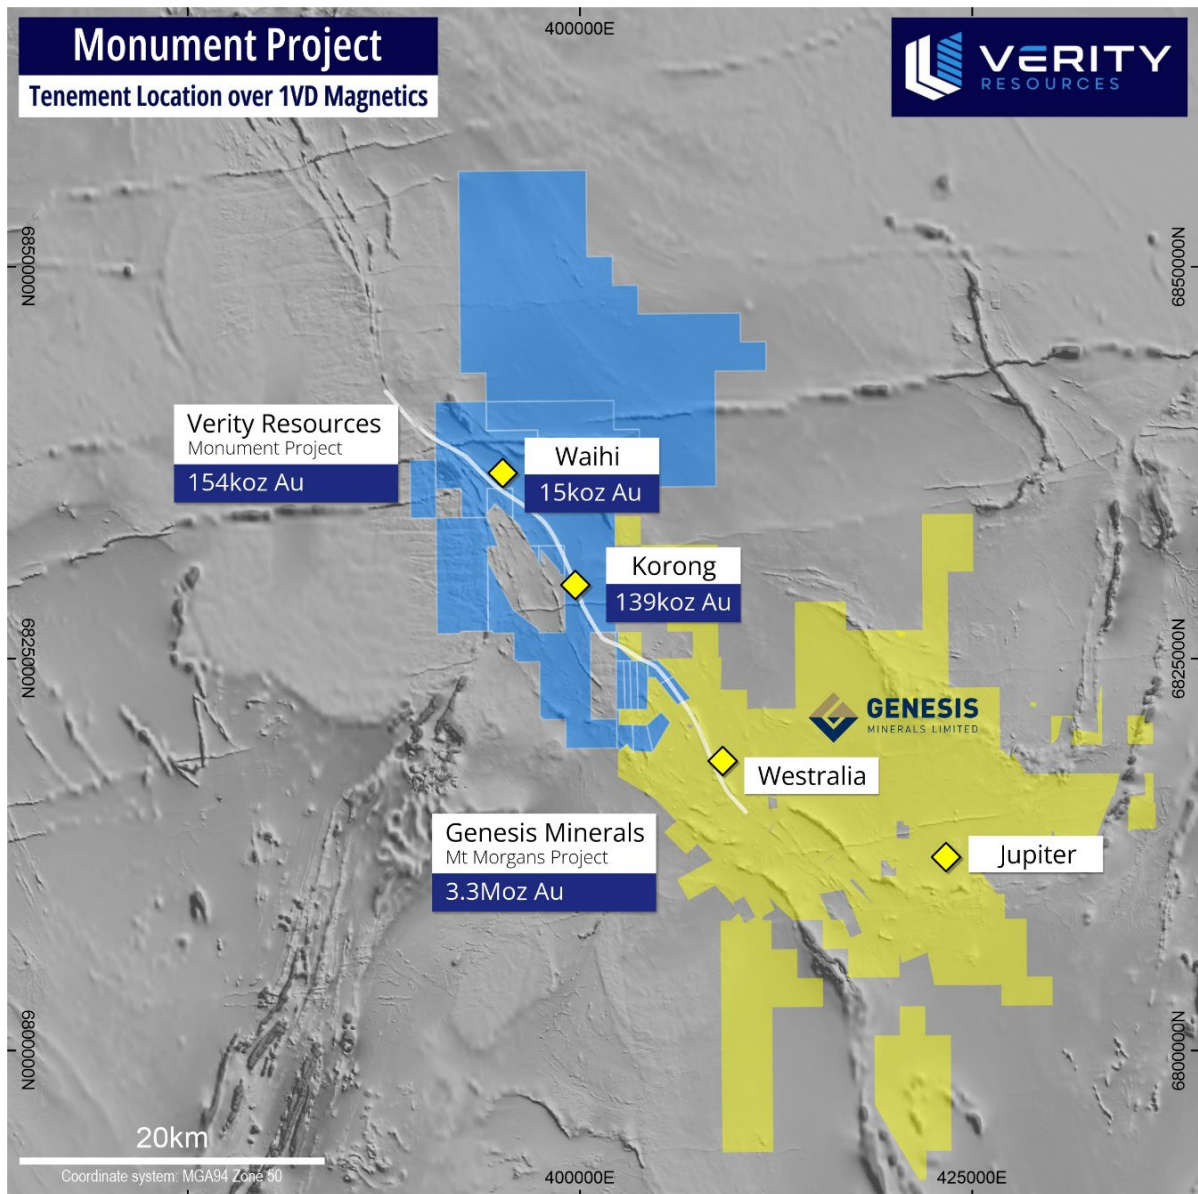 400000E
Monument Project
Tenement Location over 1VD Magnetics
VERITY
RESOURCES
6850000N
6850000N
Verity Resources
Monument Project
154koz Au
Waihi
15koz Au
Korong
139koz Au
6825000N
6825000N
GENESIS
MINERALS LIMITED
Westralia
Genesis Minerals
Mt Morgans Project
3.3Moz Au
Jupiter
6800000N
6800000N
20km
Coordinate system: MGA94 Zone 50
400000E
425000E